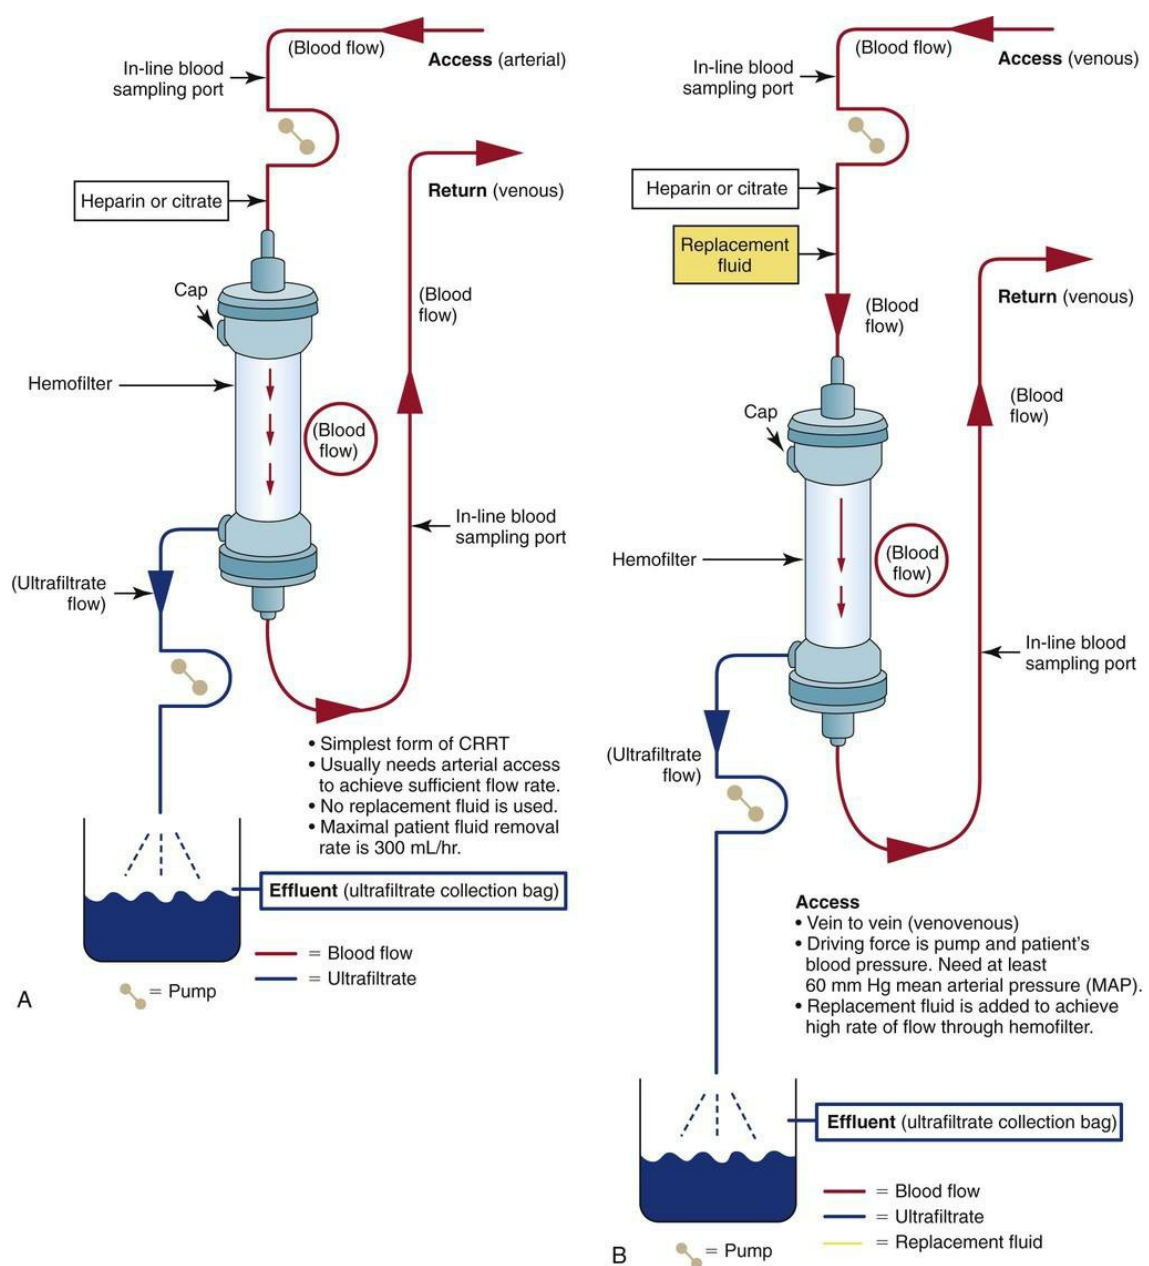 (Blood flow)
Access (arterial)
In-line blood
sampling port
Return (venous)
Heparin or citrate
Cap
(Blood
flow)
Hemofilter
(Blood
flow)
In-line blood
sampling port
(Ultrafiltrate
flow)
• Simplest form of CRRT
• Usually needs arterial access
to achieve sufficient flow rate.
• No replacement fluid is used.
• Maximal patient fluid removal
rate is 300 mL/hr.
Effluent (ultrafiltrate collection bag)
= Blood flow
= Ultrafiltrate
= Pump
A
(Blood flow)
Access (venous)
In-line blood
sampling port
Heparin or citrate
Replacement
fluid
Return (venous)
(Blood
flow)
(Blood
flow)
Cap
Hemofilter
(Blood
flow)
In-line blood
sampling port
(Ultrafiltrate
flow)
Access
• Vein to vein (venovenous)
• Driving force is pump and patient's
blood pressure. Need at least
60 mm Hg mean arterial pressure (MAP).
• Replacement fluid is added to achieve
high rate of flow through hemofilter.
Effluent (ultrafiltrate collection bag)
= Blood flow
= Ultrafiltrate
= Replacement fluid
= Pump
B